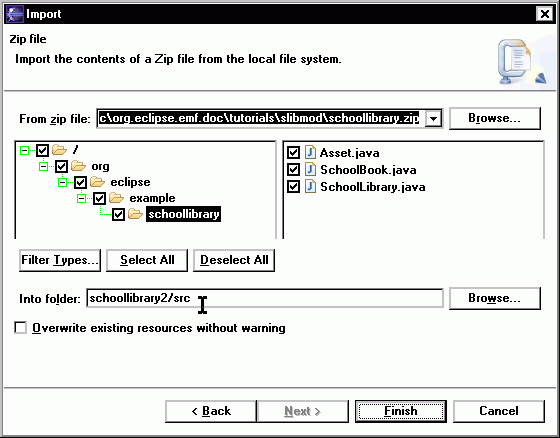 Import
Zip file
Import the contents of a Zip file from the local file system.
From zip file: c\org.eclipse.emf.doc\tutorials\slibmod\schoollibrary.zip Browse...
/
org
eclipse
example
schoollibrary
Asset.java
SchoolBook.java
SchoolLibrary.java
Filter Types... Select All Deselect All
Into folder: schoollibrary2/src Browse...
Overwrite existing resources without warning
< Back Next > Finish Cancel